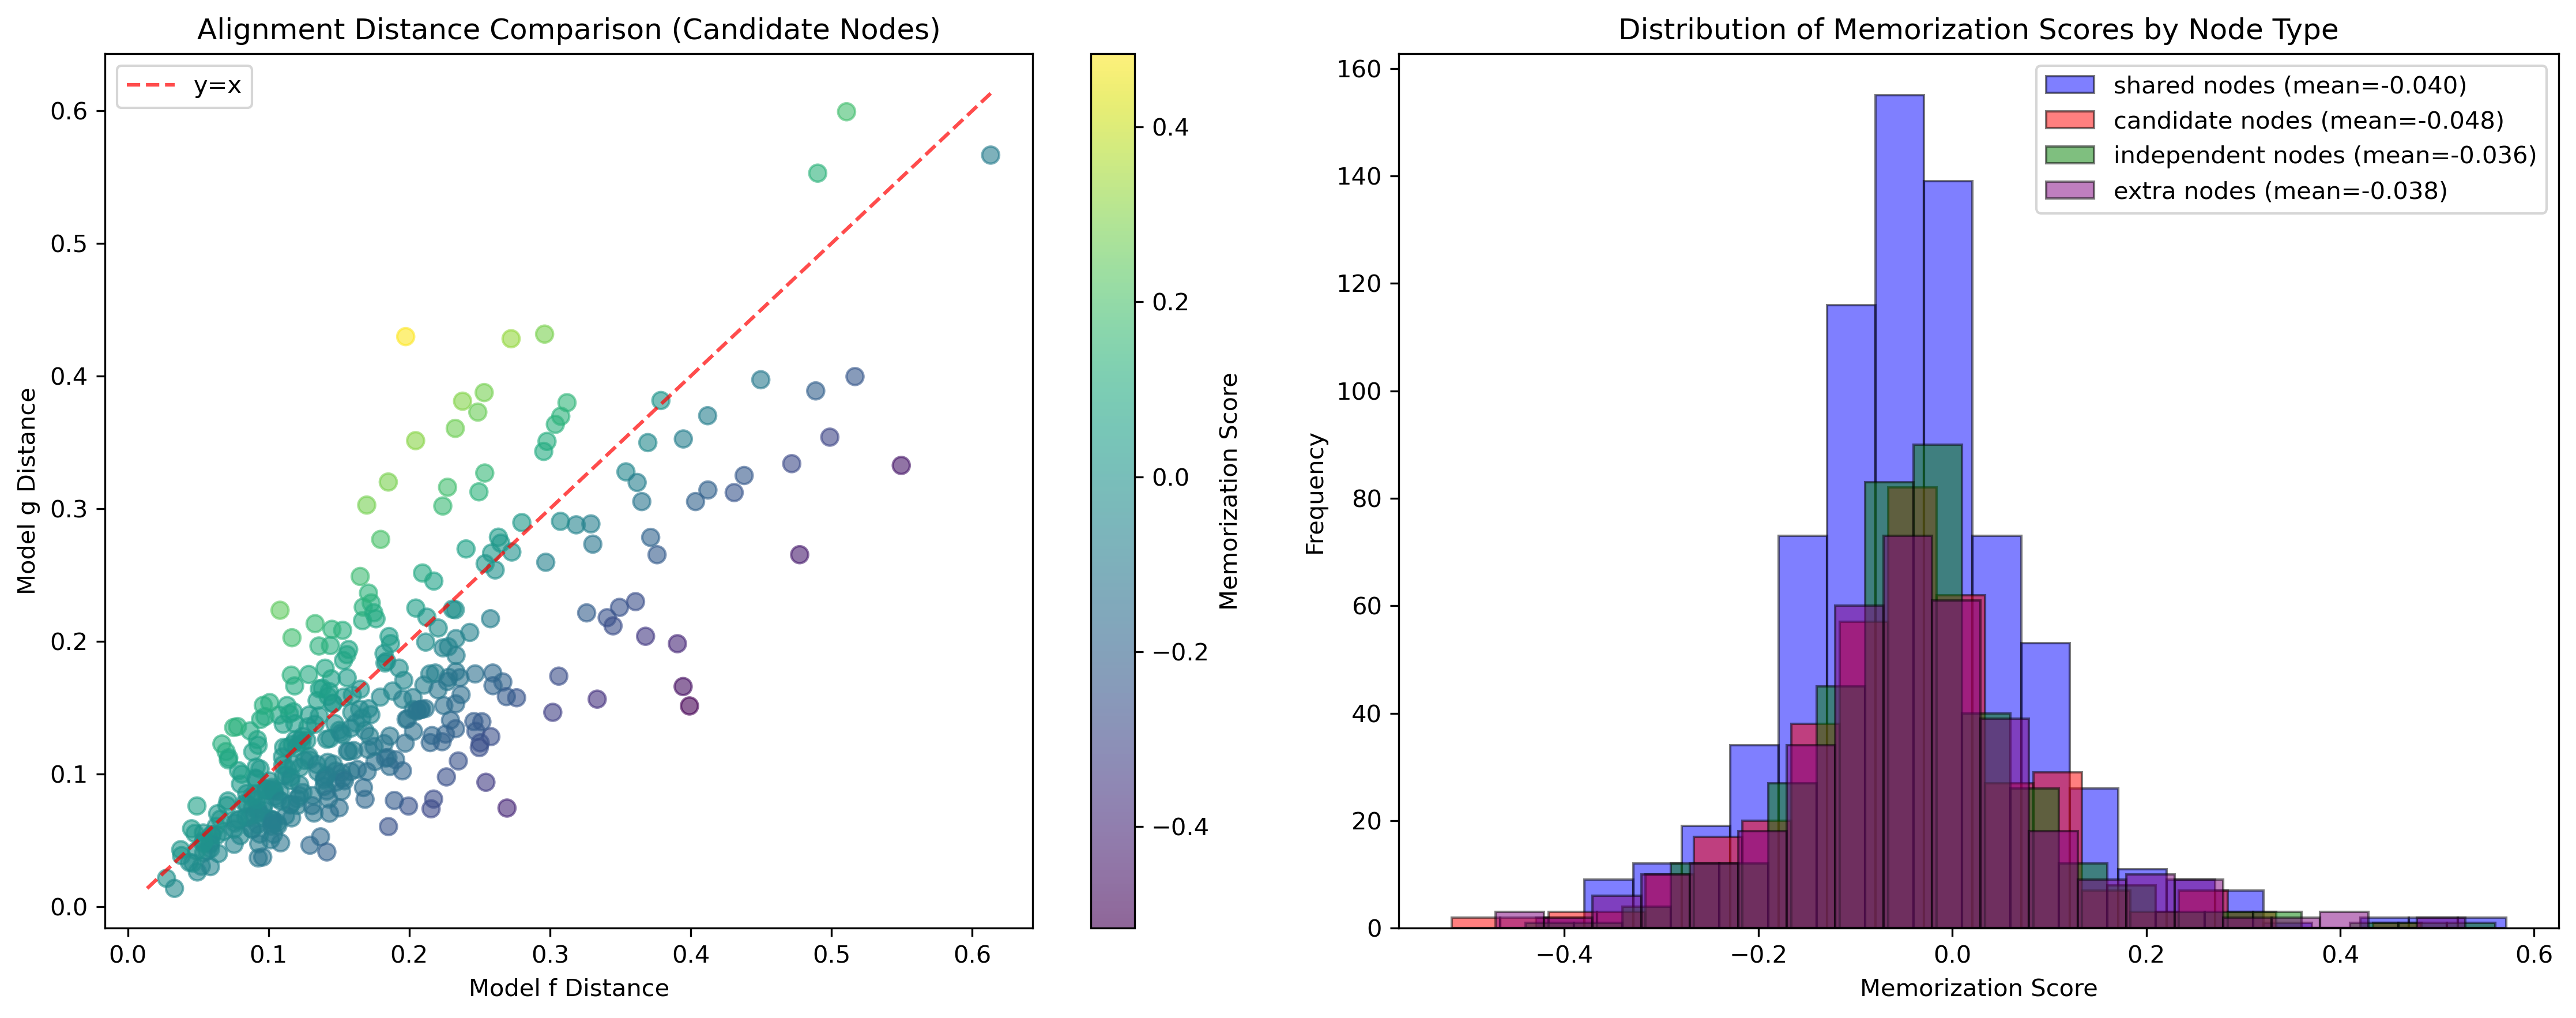 Alignment Distance Comparison (Candidate Nodes)
y=x
0.6
0.5
0.4
0.3
0.2
0.1
0.0
Model g Distance
0.0 0.1 0.2 0.3 0.4 0.5 0.6
Model f Distance
0.4
0.2
0.0
−0.2
−0.4
Memorization Score
Distribution of Memorization Scores by Node Type
shared nodes (mean=-0.040)
candidate nodes (mean=-0.048)
independent nodes (mean=-0.036)
extra nodes (mean=-0.038)
160
140
120
100
80
60
40
20
0
Frequency
−0.4 −0.2 0.0 0.2 0.4 0.6
Memorization Score